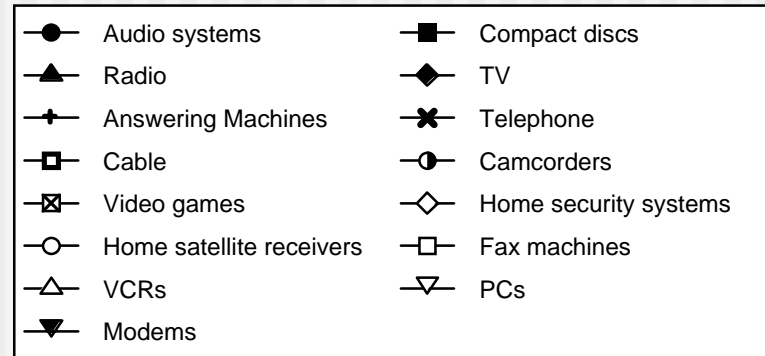 Audio systems Compact discs
Radio TV
Answering Machines Telephone
Cable Camcorders
Video games Home security systems
Home satellite receivers Fax machines
VCRs PCs
Modems